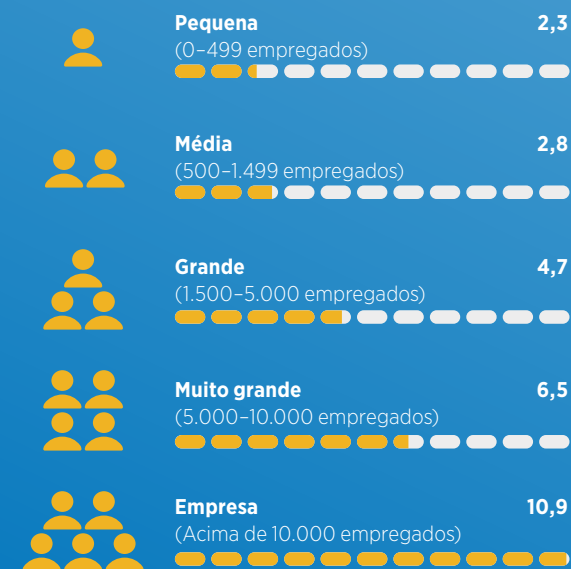 Pequena 2,3
(0–499 empregados)
Média 2,8
(500–1.499 empregados)
Grande 4,7
(1.500–5.000 empregados)
Muito grande 6,5
(5.000–10.000 empregados)
Empresa 10,9
(Acima de 10.000 empregados)